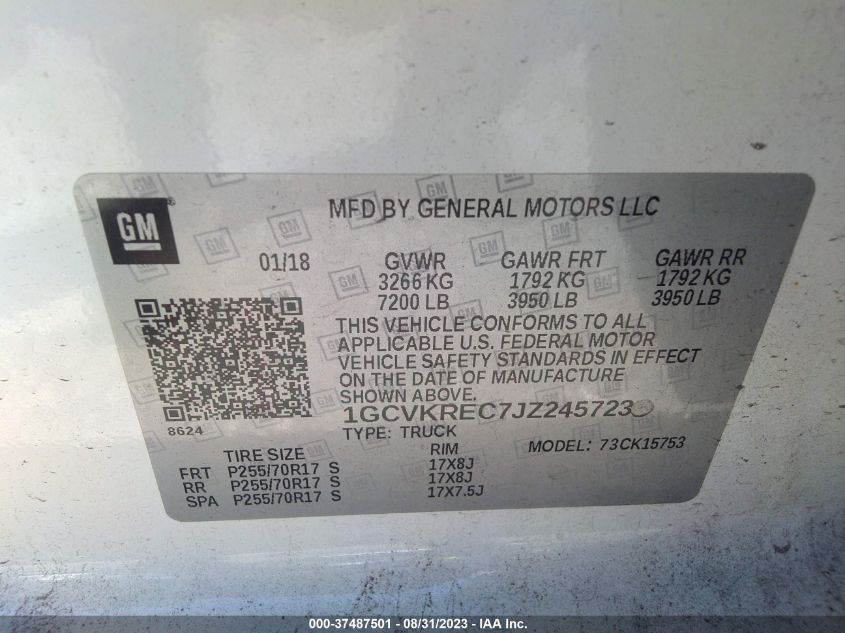 GM
MFD BY GENERAL MOTORS LLC
01/18 GVWR GAWR FRT GAWR RR
3266 KG 1792 KG 1792 KG
7200 LB 3950 LB 3950 LB
THIS VEHICLE CONFORMS TO ALL
APPLICABLE U.S. FEDERAL MOTOR
VEHICLE SAFETY STANDARDS IN EFFECT
ON THE DATE OF MANUFACTURE
SHOWN ABOVE.
1GCVKREC7JZ245723
8624
TYPE: TRUCK MODEL: 73CK15753
TIRE SIZE RIM
FRT P255/70R17 S 17X8J
RR P255/70R17 S 17X8J
SPA P255/70R17 S 17X7.5J
000-37487501 - 08/31/2023 - IAA Inc.